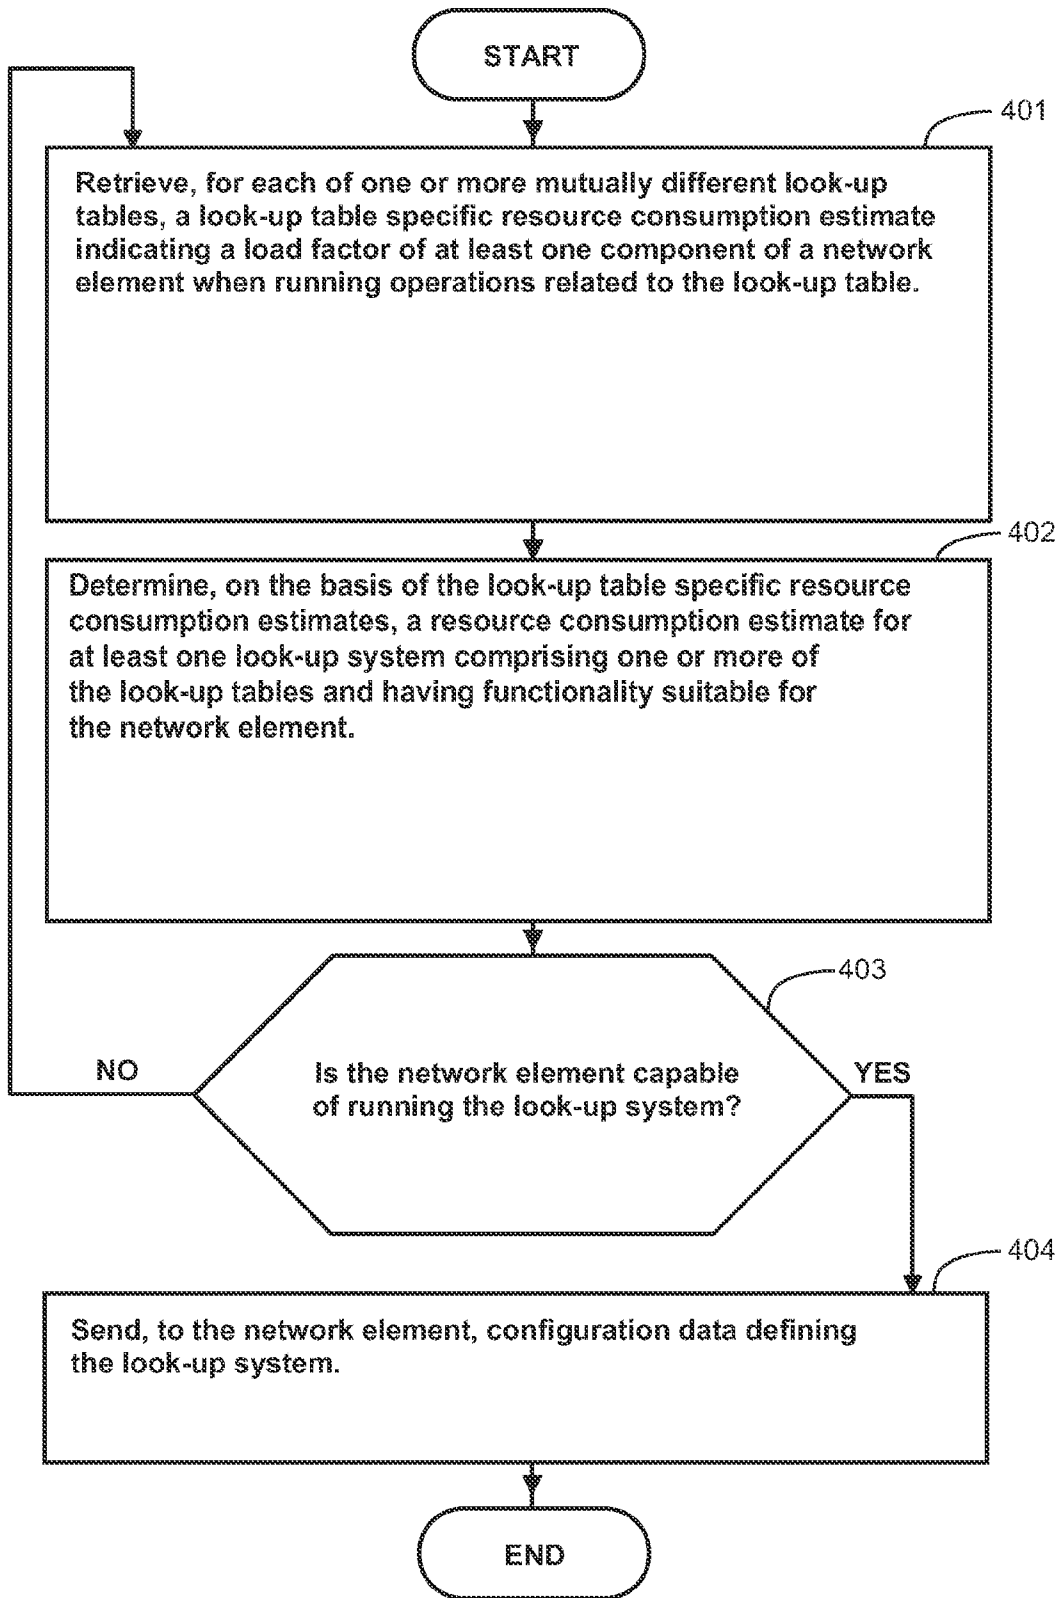 START
401
Retrieve, for each of one or more mutually different look-up
tables, a look-up table specific resource consumption estimate
indicating a load factor of at least one component of a network
element when running operations related to the look-up table.
402
Determine, on the basis of the look-up table specific resource
consumption estimates, a resource consumption estimate for
at least one look-up system comprising one or more of
the look-up tables and having functionality suitable for
the network element.
403
NO
Is the network element capable
of running the look-up system?
YES
404
Send, to the network element, configuration data defining
the look-up system.
END